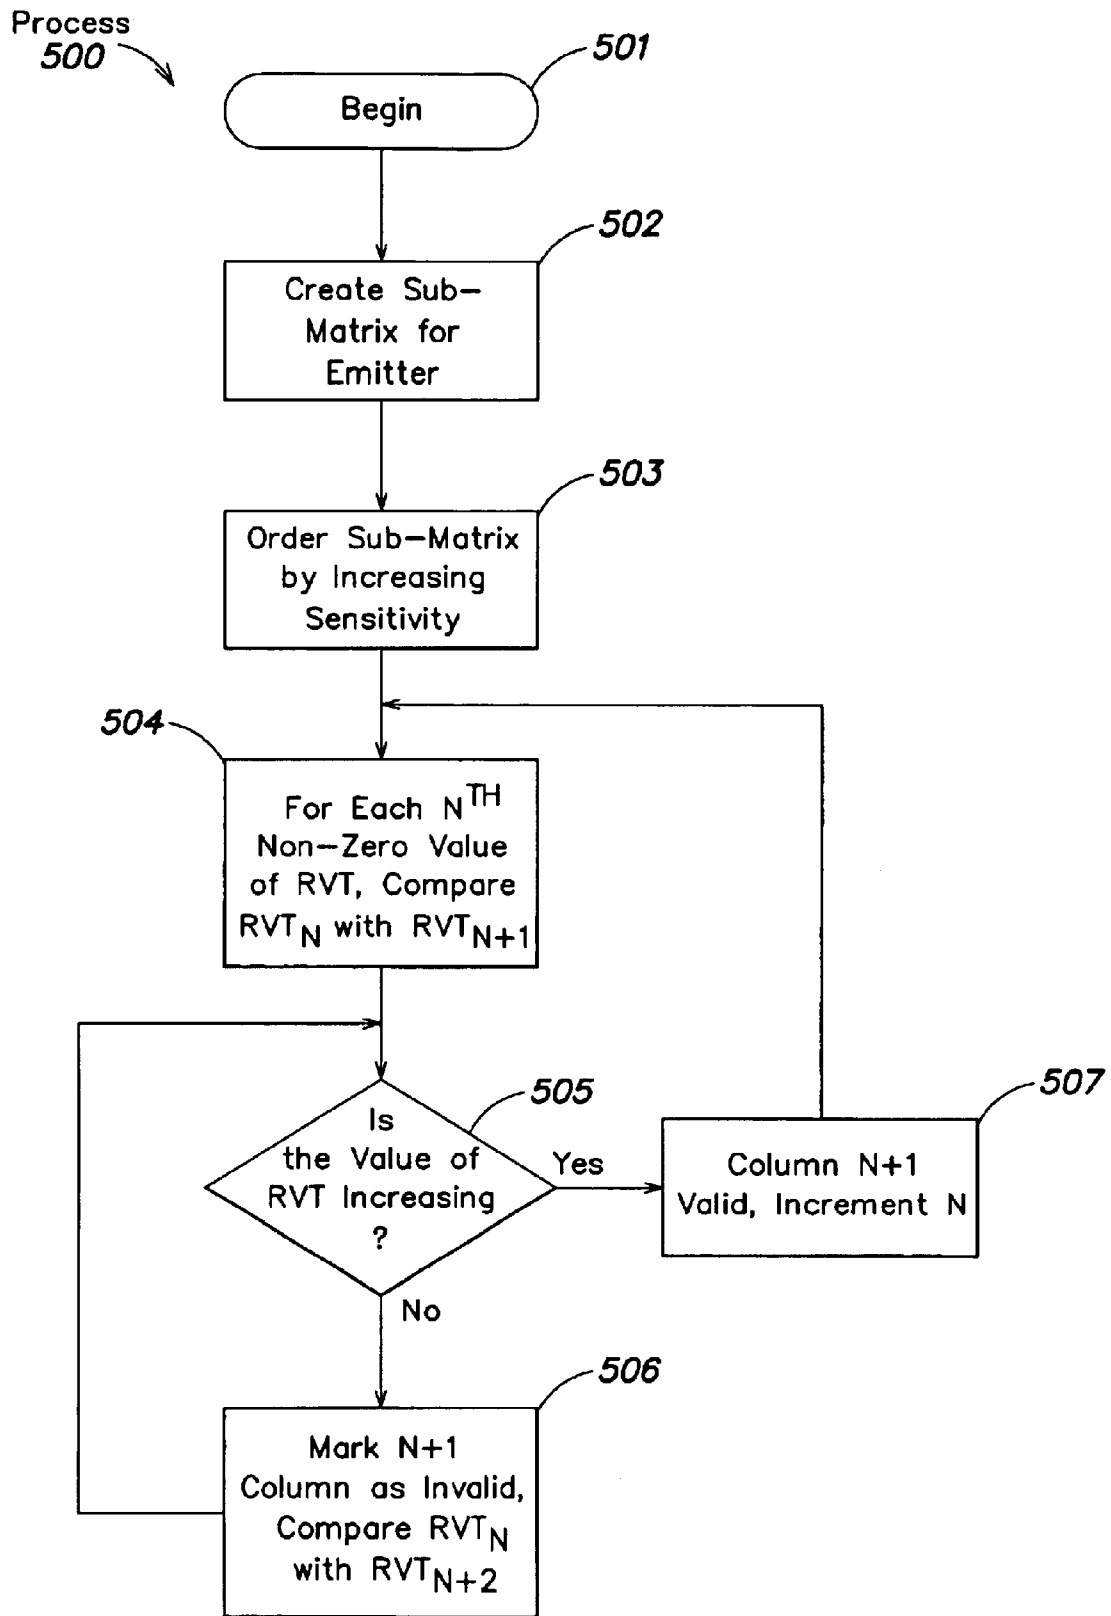 Process
500
501
Begin
502
Create Sub-
Matrix for
Emitter
503
Order Sub-Matrix
by Increasing
Sensitivity
504
For Each N^TH
Non-Zero Value
of RVT, Compare
RVT_N with RVT_N+1
505
Is
the Value of
RVT Increasing
?
Yes
507
Column N+1
Valid, Increment N
No
506
Mark N+1
Column as Invalid,
Compare RVT_N
with RVT_N+2